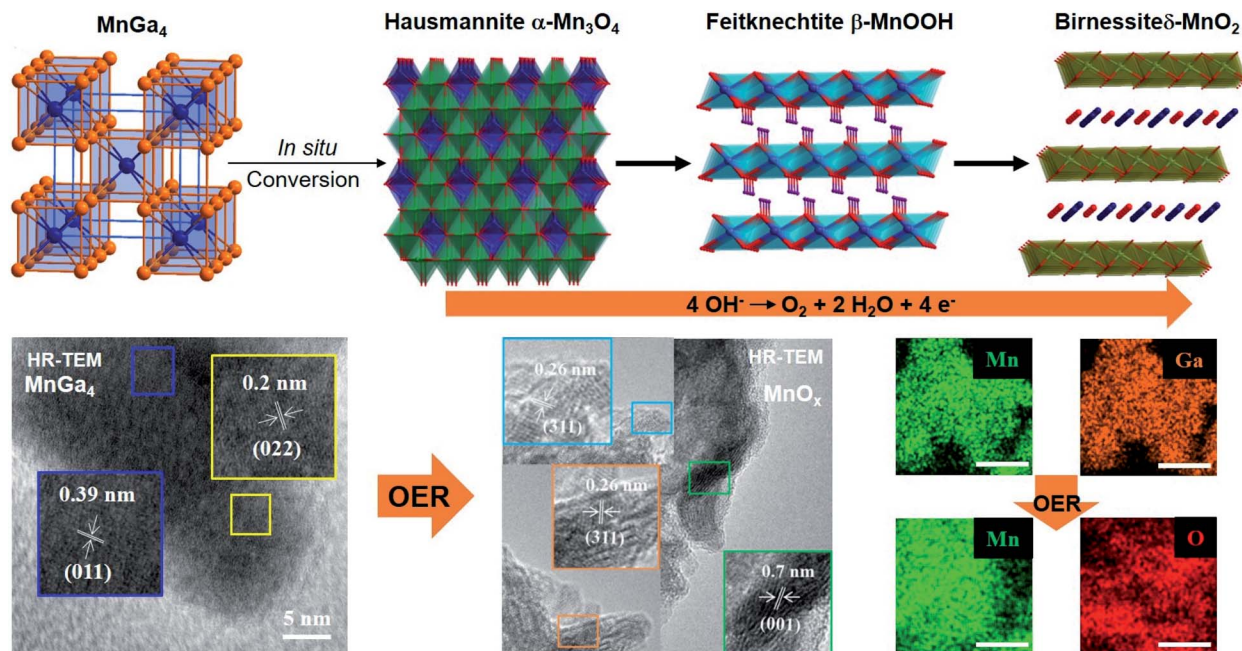 MnGa4
Hausmannite α-Mn3O4
Feitknechtite β-MnOOH
Birnessiteδ-MnO2
In situ
Conversion
4 OH- → O2 + 2 H2O + 4 e-
HR-TEM
MnGa4
0.2 nm
(022)
0.39 nm
(011)
5 nm
OER
HR-TEM
MnOx
0.26 nm
(311)
0.26 nm
(311)
0.7 nm
(001)
Mn
Ga
OER
Mn
O